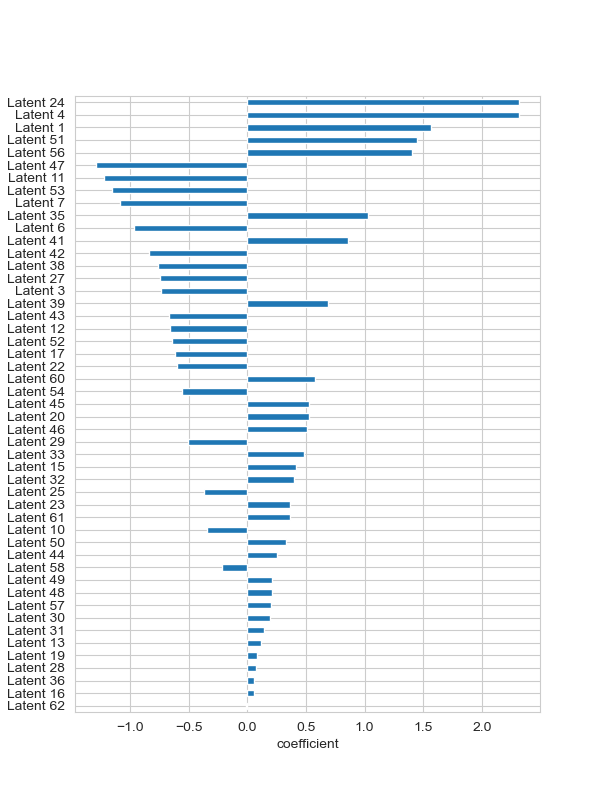 Latent 24
Latent 4
Latent 1
Latent 51
Latent 56
Latent 47
Latent 11
Latent 53
Latent 7
Latent 35
Latent 6
Latent 41
Latent 42
Latent 38
Latent 27
Latent 3
Latent 39
Latent 43
Latent 12
Latent 52
Latent 17
Latent 22
Latent 60
Latent 54
Latent 45
Latent 20
Latent 46
Latent 29
Latent 33
Latent 15
Latent 32
Latent 25
Latent 23
Latent 61
Latent 10
Latent 50
Latent 44
Latent 58
Latent 49
Latent 48
Latent 57
Latent 30
Latent 31
Latent 13
Latent 19
Latent 28
Latent 36
Latent 16
Latent 62
−1.0 −0.5 0.0 0.5 1.0 1.5 2.0
coefficient